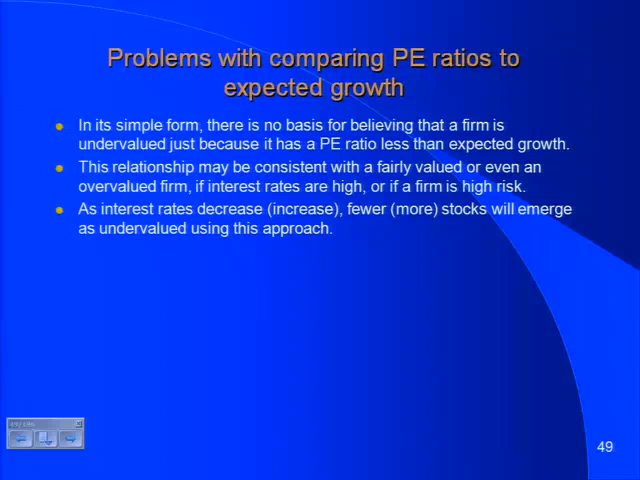 Problems with comparing PE ratios to
expected growth
In its simple form, there is no basis for believing that a firm is
undervalued just because it has a PE ratio less than expected growth.
This relationship may be consistent with a fairly valued or even an
overvalued firm, if interest rates are high, or if a firm is high risk.
As interest rates decrease (increase), fewer (more) stocks will emerge
as undervalued using this approach.
49